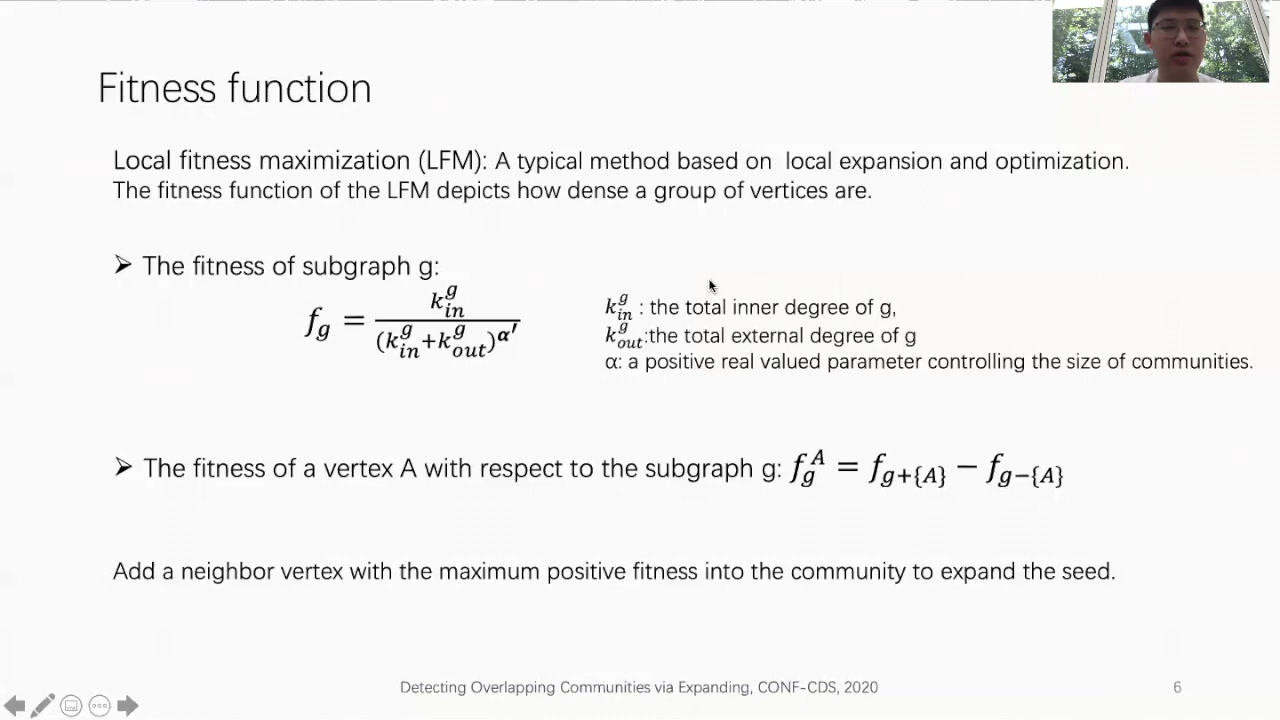 Fitness function
Local fitness maximization (LFM): A typical method based on local expansion and optimization.
The fitness function of the LFM depicts how dense a group of vertices are.
➢ The fitness of subgraph g:
f_g = k_in^g / (k_in^g+k_out^g)^α′
k_in^g : the total inner degree of g,
k_out^g:the total external degree of g
α: a positive real valued parameter controlling the size of communities.
➢ The fitness of a vertex A with respect to the subgraph g: f_g^A = f_g+{A} − f_g−{A}
Add a neighbor vertex with the maximum positive fitness into the community to expand the seed.
Detecting Overlapping Communities via Expanding, CONF-CDS, 2020
6